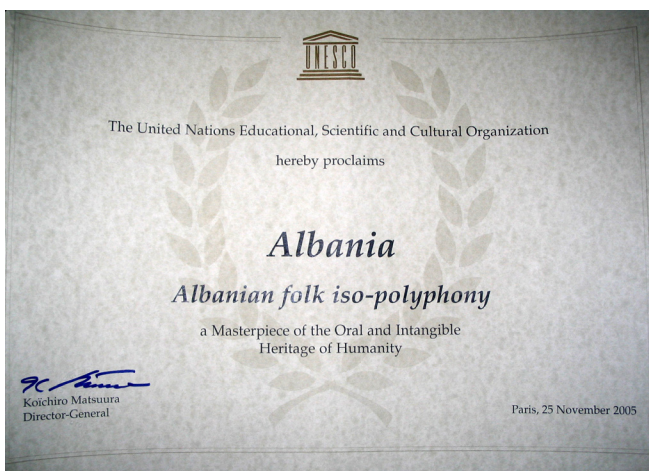 UNESCO
The United Nations Educational, Scientific and Cultural Organization
hereby proclaims
Albania
Albanian folk iso-polyphony
a Masterpiece of the Oral and Intangible
Heritage of Humanity
Koïchiro Matsuura
Director-General
Paris, 25 November 2005